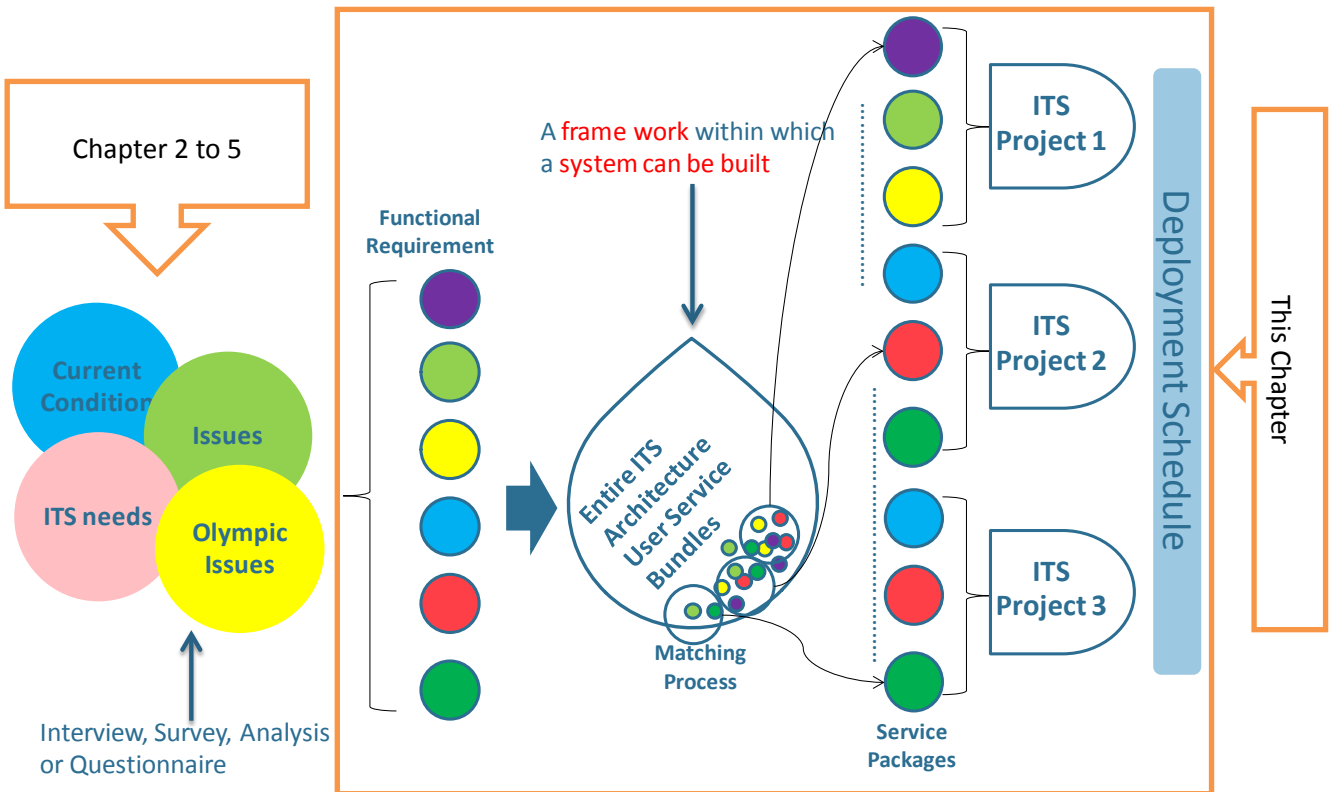 Chapter 2 to 5
Current
Condition
Issues
ITS needs
Olympic
Issues
Interview, Survey, Analysis
or Questionnaire
Functional
Requirement
A frame work within which
a system can be built
Entire ITS
Architecture
User Service
Bundles
Matching
Process
Service
Packages
ITS
Project 1
ITS
Project 2
ITS
Project 3
Deployment Schedule
This Chapter